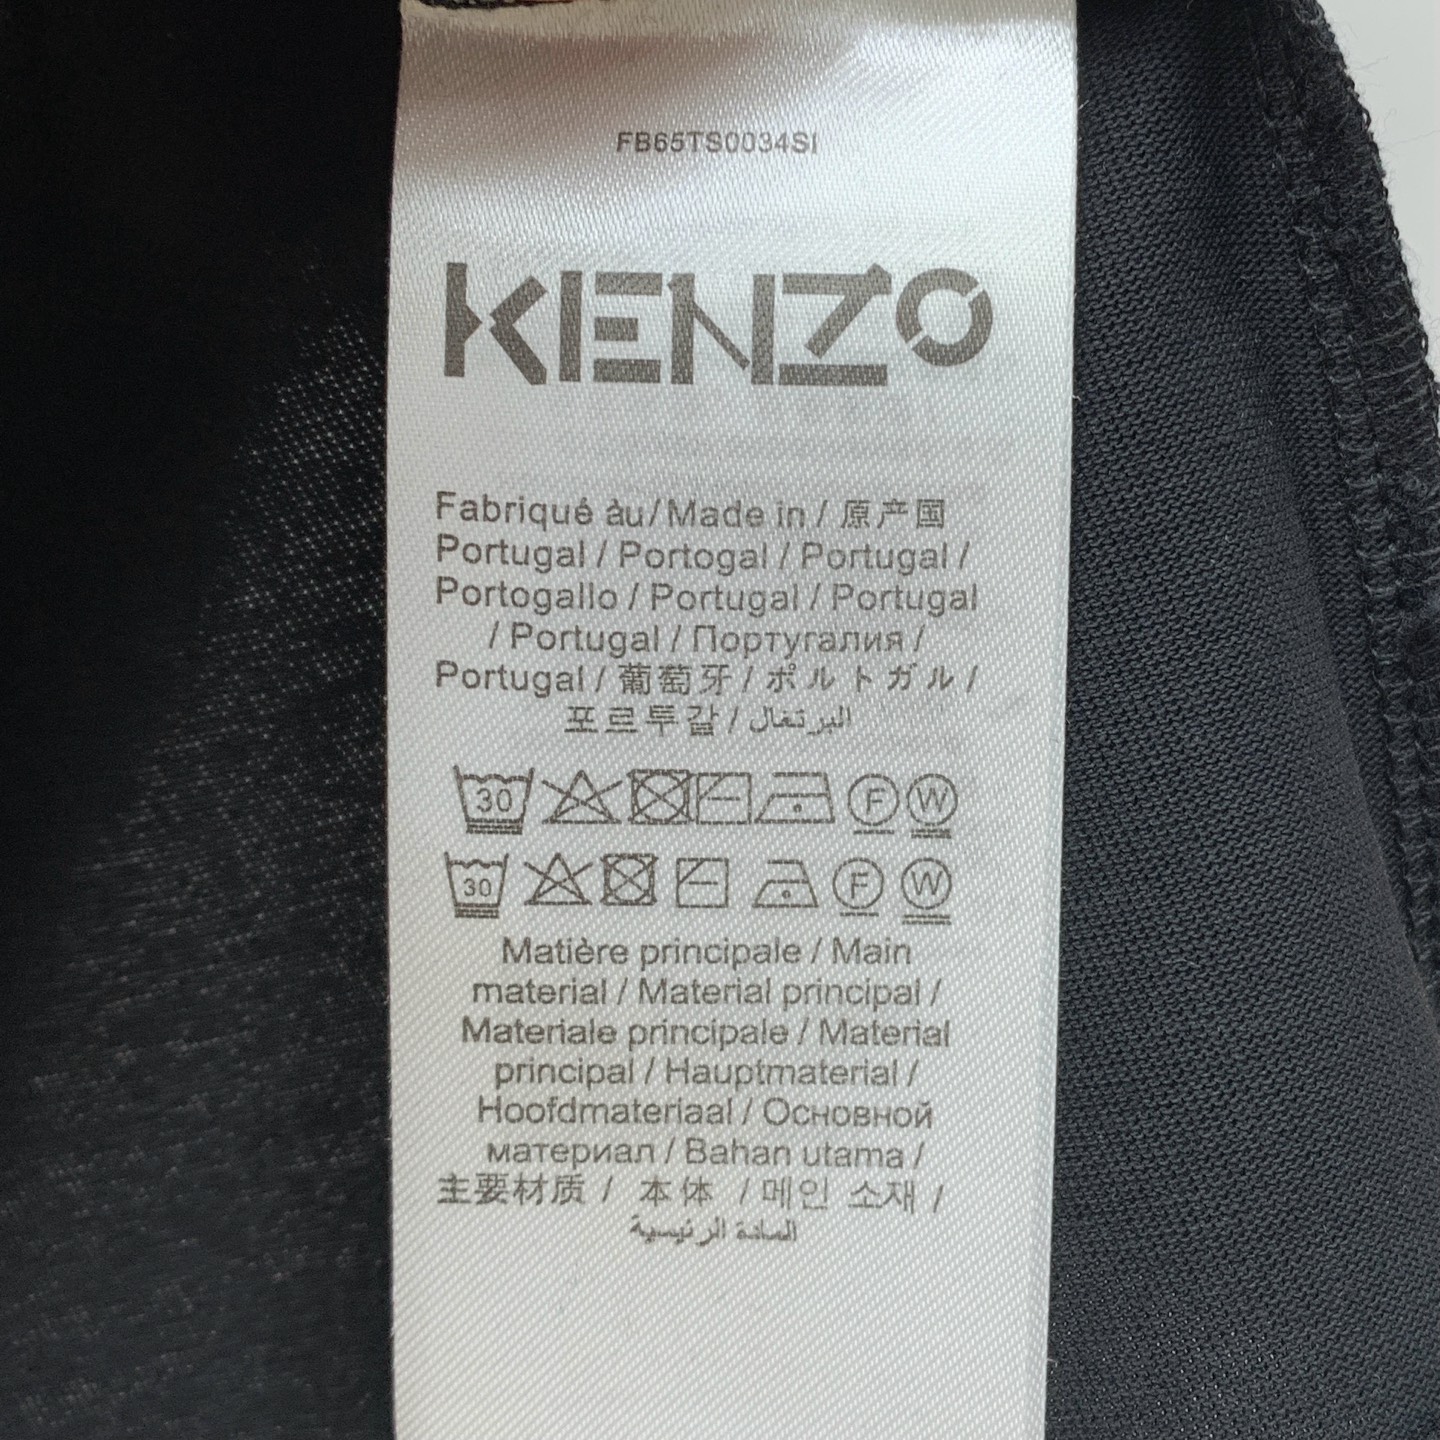 FB65TS0034SI
KENZO
Fabriqué àu/Made in / 原产国
Portugal / Portogal / Portugal /
Portogallo / Portugal / Portugal
/ Portugal / Португалия /
Portugal / 葡萄牙 / ポルトガル /
포르투갈 / البرتغال
30 F W
30 F W
Matière principale / Main
material / Material principal /
Materiale principale / Material
principal / Hauptmaterial /
Hoofdmateriaal / Основной
материал / Bahan utama /
主要材质 / 本体 / 메인 소재 /
المادة الرئيسية